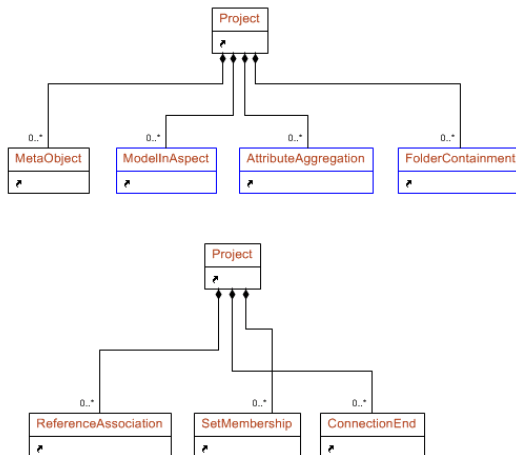 Project
0..* 0..* 0..* 0..*
MetaObject ModelInAspect AttributeAggregation FolderContainment
Project
0..* 0..* 0..*
ReferenceAssociation SetMembership ConnectionEnd